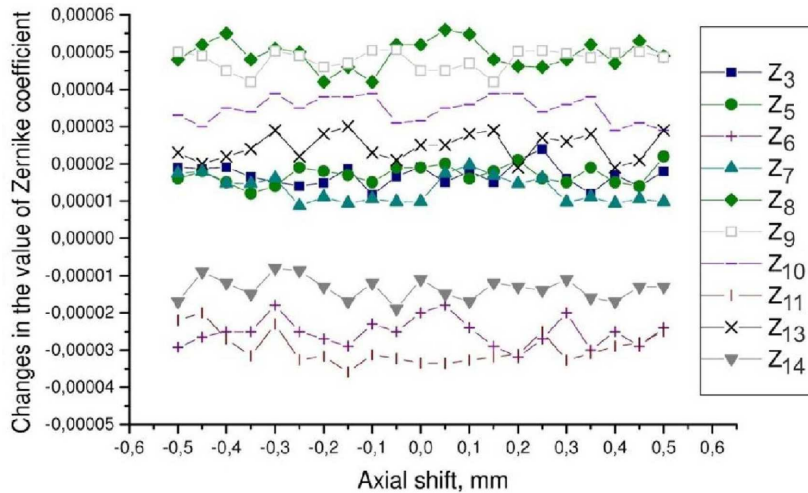 Changes in the value of Zernike coefficient
0,00006
0,00005
0,00004
0,00003
0,00002
0,00001
0,00000
-0,00001
-0,00002
-0,00003
-0,00004
-0,00005
-0,6
-0,5
-0,4
-0,3
-0,2
-0,1
0,0
0,1
0,2
0,3
0,4
0,5
0,6
Axial shift, mm
Z3
Z5
Z6
Z7
Z8
Z9
Z10
Z11
Z13
Z14